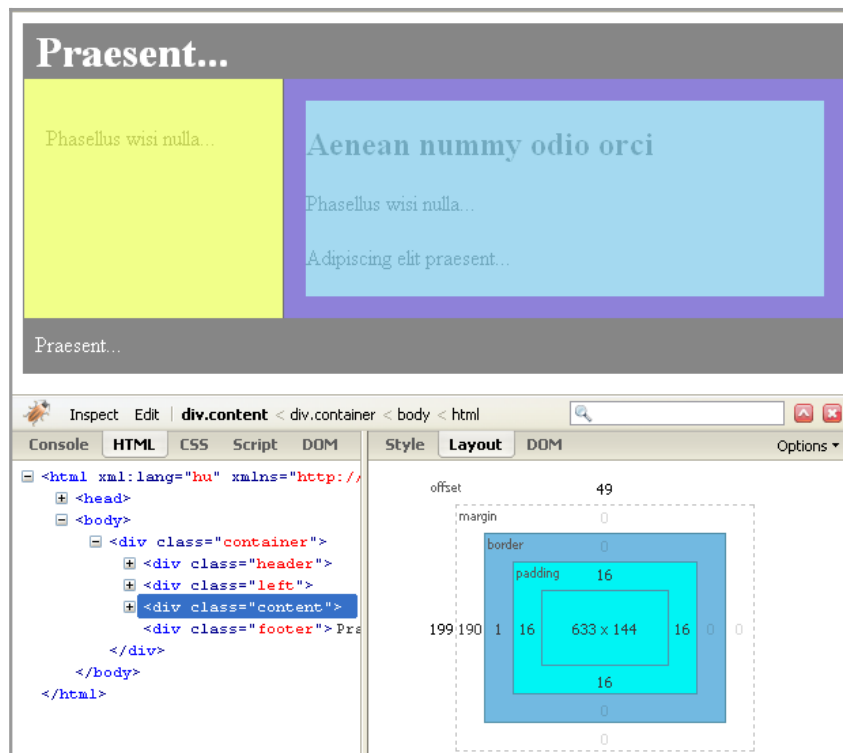 Praesent...
Phasellus wisi nulla...
Aenean nummy odio orci
Phasellus wisi nulla...
Adipiscing elit praesent...
Praesent...
Inspect Edit div.content < div.container < body < html
Console HTML CSS Script DOM
Style Layout DOM Options
<html xml:lang="hu" xmlns="http:/
<head>
<body>
<div class="container">
<div class="header">
<div class="left">
<div class="content">
<div class="footer">Pra
</div>
</body>
</html>
offset 49
margin 0
border 0
padding 16
199 190 1 16 633 x 144 16 0 0
16
0
0